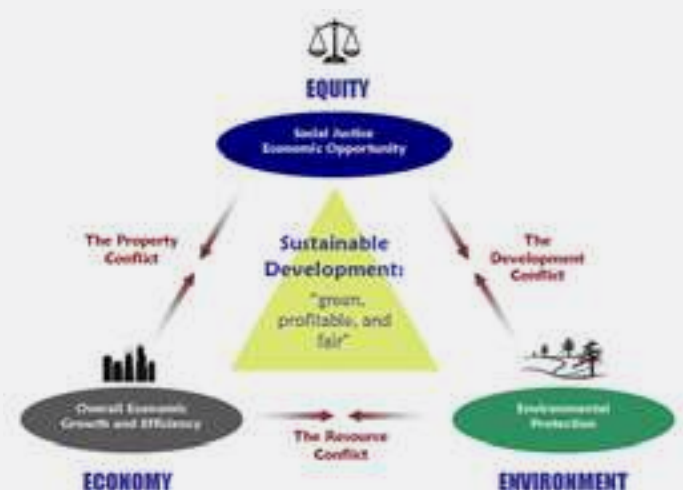 EQUITY
Social Justice
Economic Opportunity
The Property
Conflict
Sustainable
Development:
"green,
profitable, and
fair"
The
Development
Conflict
Overall Economic
Growth and Efficiency
The Resource
Conflict
Environmental
Protection
ECONOMY
ENVIRONMENT